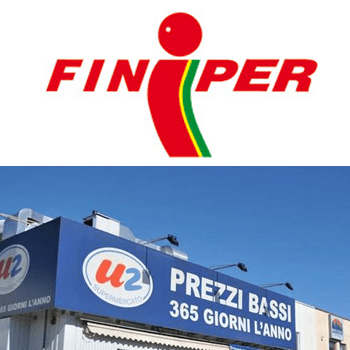 FINIPER
U2
U2
SUPERMERCATO
PREZZI BASSI
365 GIORNI L'ANNO
365 GIORNI L'ANNO